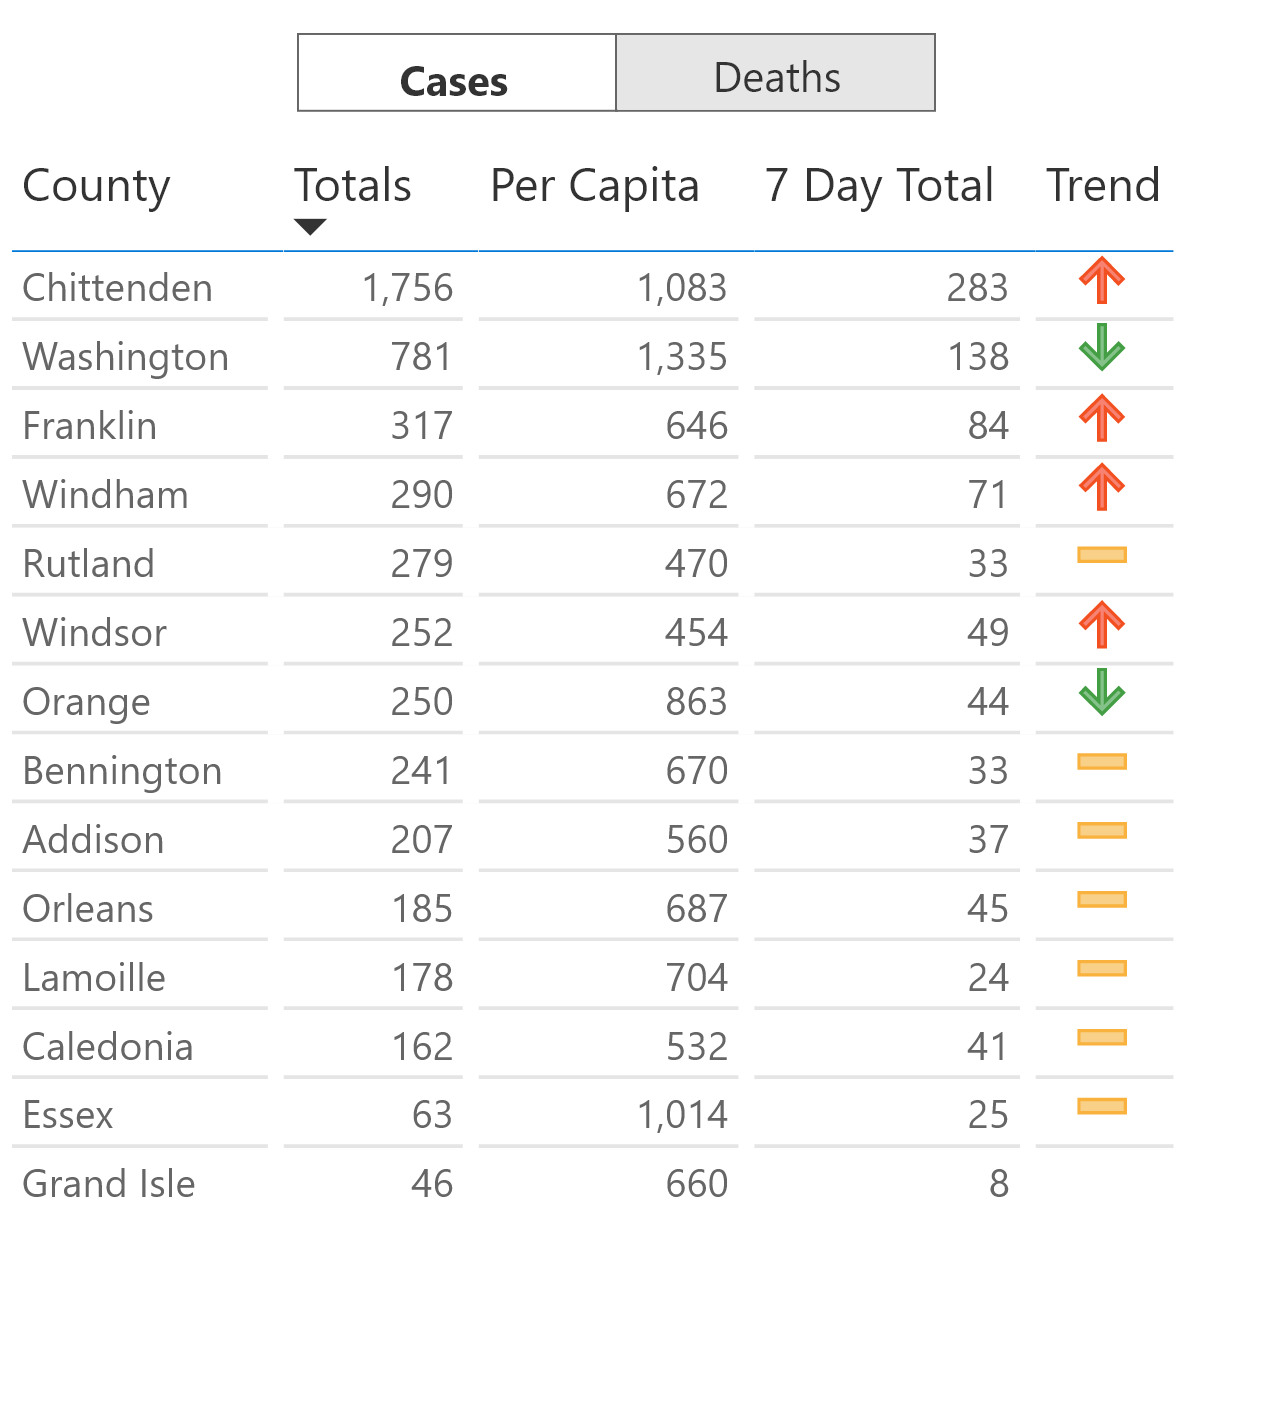 Cases Deaths
County Totals Per Capita 7 Day Total Trend
Chittenden 1,756 1,083 283
Washington 781 1,335 138
Franklin 317 646 84
Windham 290 672 71
Rutland 279 470 33
Windsor 252 454 49
Orange 250 863 44
Bennington 241 670 33
Addison 207 560 37
Orleans 185 687 45
Lamoille 178 704 24
Caledonia 162 532 41
Essex 63 1,014 25
Grand Isle 46 660 8